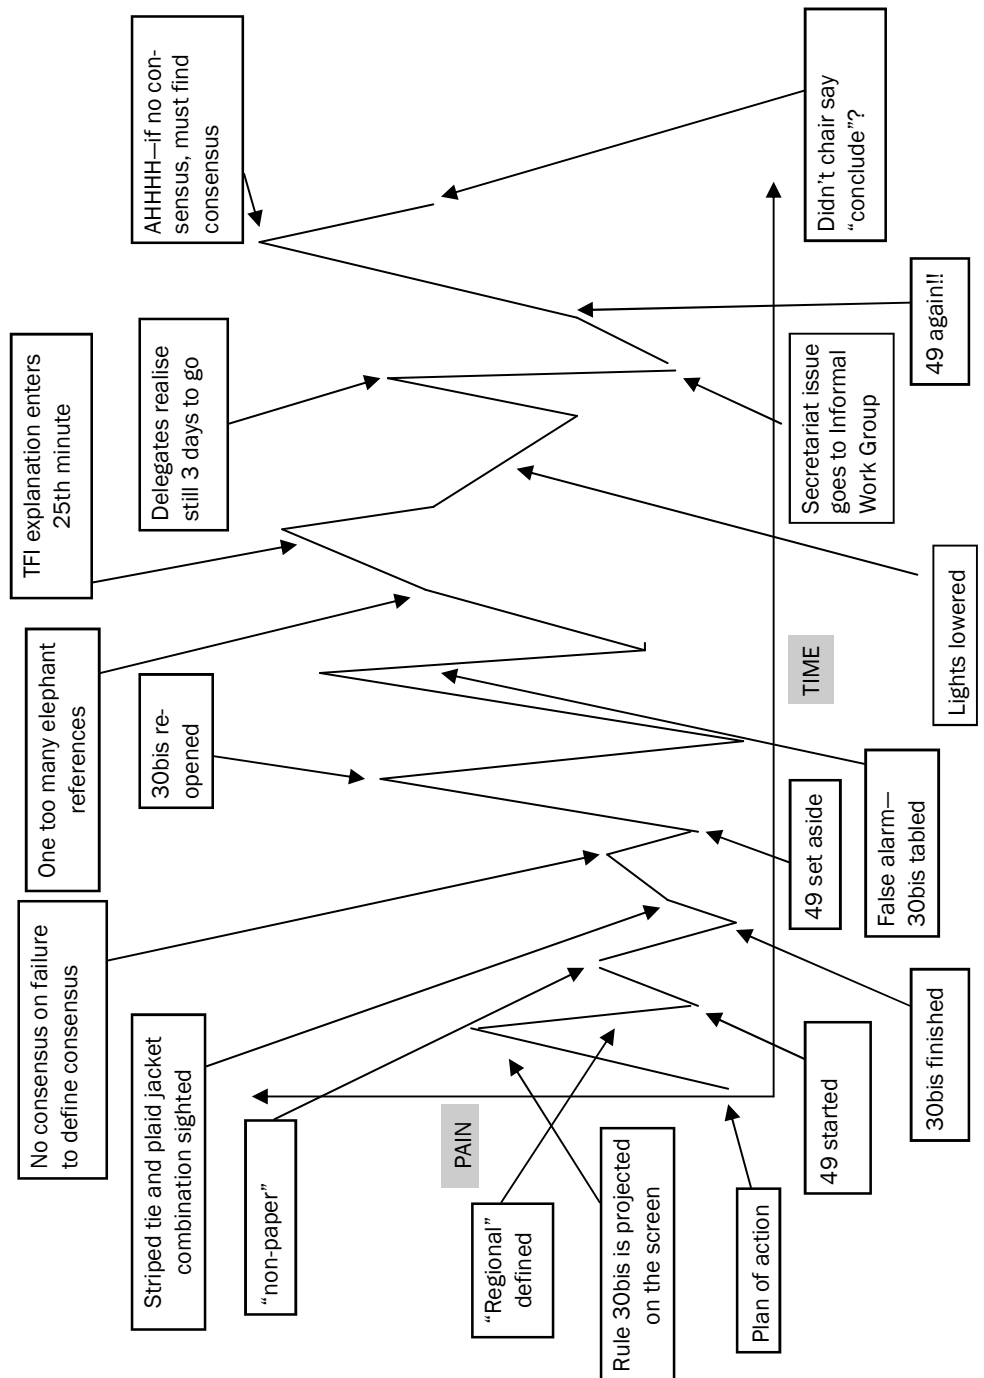 No consensus on failure
to define consensus
One too many elephant
references
TFI explanation enters
25th minute
Striped tie and plaid jacket
combination sighted
30bis re-
opened
Delegates realise
still 3 days to go
AHHHH—if no con-
sensus, must find
consensus
“non-paper”
PAIN
“Regional”
defined
Rule 30bis is projected
on the screen
Plan of action
49 started
30bis finished
49 set aside
False alarm—
30bis tabled
TIME
Lights lowered
Secretariat issue
goes to Informal
Work Group
49 again!!
Didn’t chair say
“conclude”?